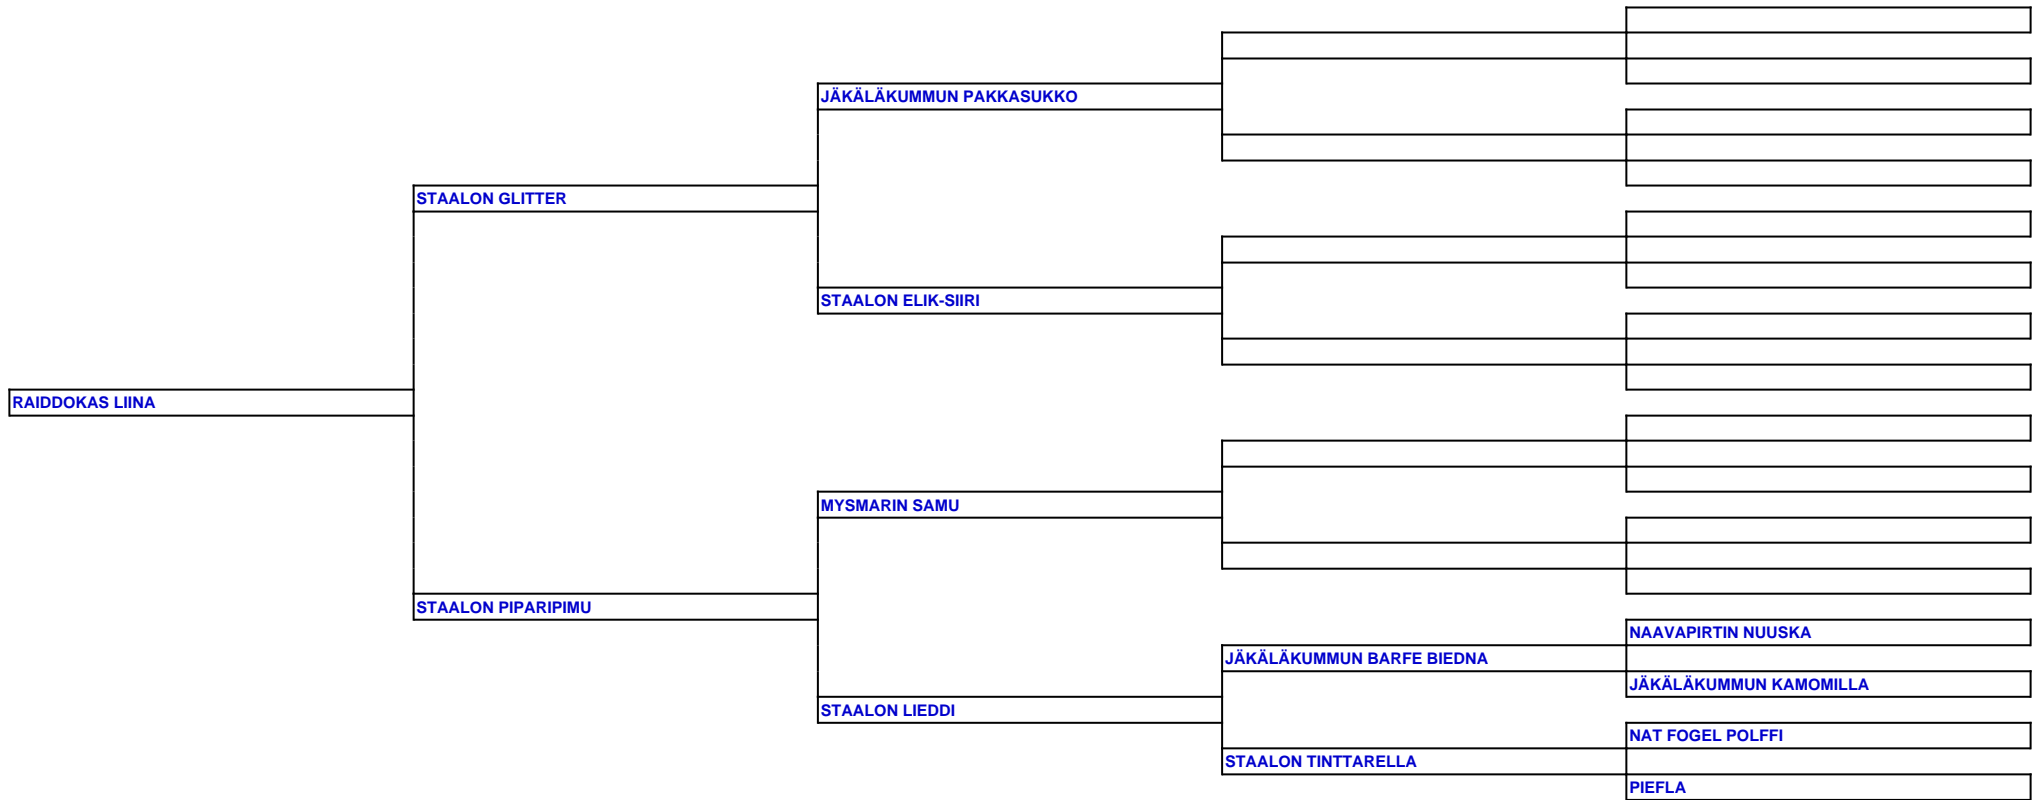 JÄKÄLÄKUMMUN PAKKASUKKO
STAALON GLITTER
STAALON ELIK-SIIRI
RAIDDOKAS LIINA
MYSMARIN SAMU
STAALON PIPARIPIMU
NAAVAPIRTIN NUUSKA
JÄKÄLÄKUMMUN BARFE BIEDNA
JÄKÄLÄKUMMUN KAMOMILLA
STAALON LIEDDI
NAT FOGEL POLFFI
STAALON TINTTARELLA
PIEFLA